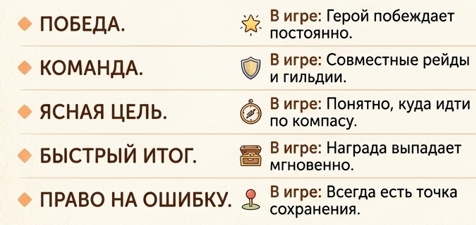 ПОБЕДА.
В игре: Герой побеждает
постоянно.
КОМАНДА.
В игре: Совместные рейды
и гильдии.
ЯСНАЯ ЦЕЛЬ.
В игре: Понятно, куда идти
по компасу.
БЫСТРЫЙ ИТОГ.
В игре: Награда выпадает
мгновенно.
ПРАВО НА ОШИБКУ.
В игре: Всегда есть точка
сохранения.